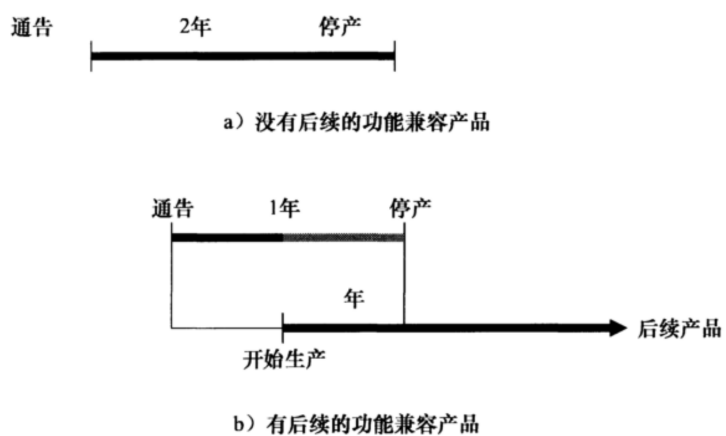 通告 2年 停产
a）没有后续的功能兼容产品
通告 1年 停产
年
后续产品
开始生产
b）有后续的功能兼容产品